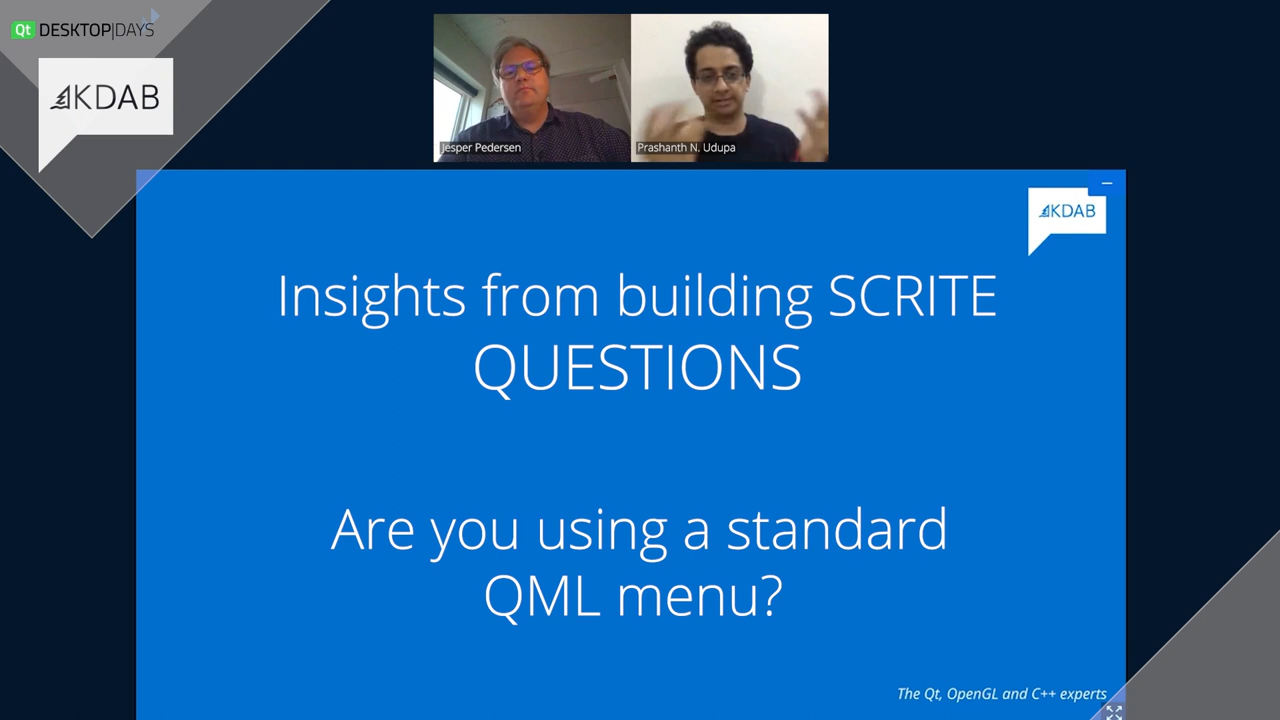 Qt DESKTOP|DAYS
KDAB
Jesper Pedersen
Prashanth N. Udupa
KDAB
Insights from building SCRITE
QUESTIONS
Are you using a standard
QML menu?
The Qt, OpenGL and C++ experts